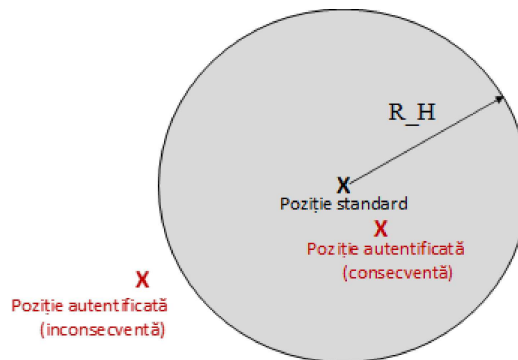 R_H
X
Poziție standard
X
Poziție autentificată
(consecventă)
X
Poziție autentificată
(inconsecventă)